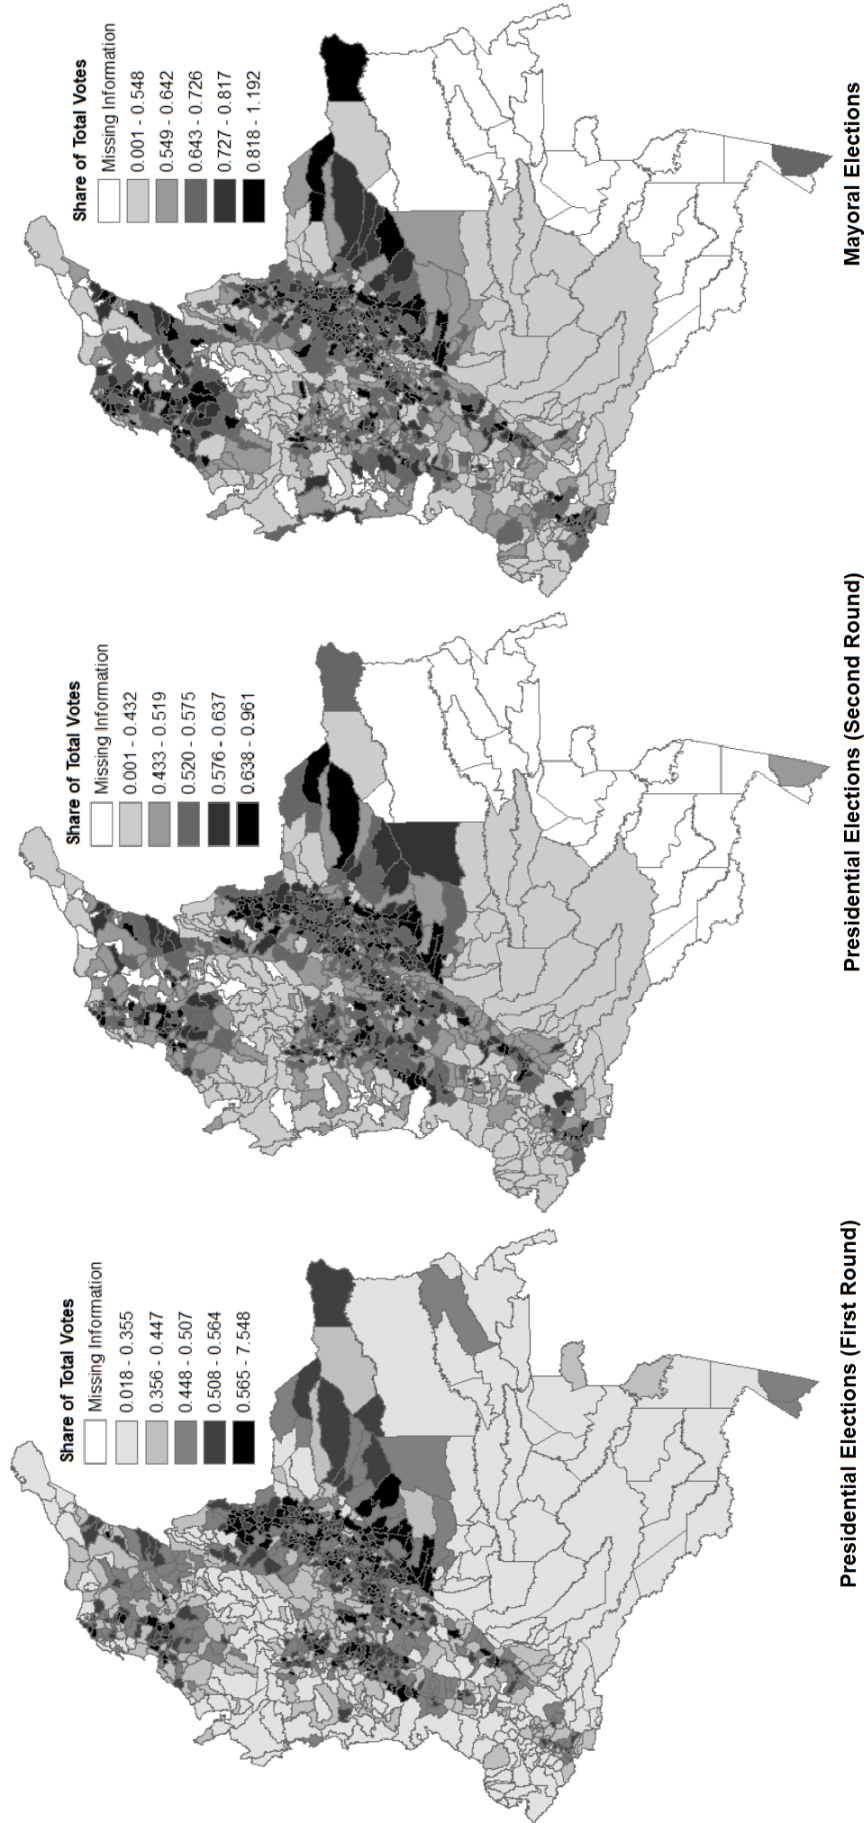 Share of Total Votes
Missing Information
0.018 - 0.355
0.356 - 0.447
0.448 - 0.507
0.508 - 0.564
0.565 - 7.548
Presidential Elections (First Round)
Share of Total Votes
Missing Information
0.001 - 0.432
0.433 - 0.519
0.520 - 0.575
0.576 - 0.637
0.638 - 0.961
Presidential Elections (Second Round)
Share of Total Votes
Missing Information
0.001 - 0.548
0.549 - 0.642
0.643 - 0.726
0.727 - 0.817
0.818 - 1.192
Mayoral Elections